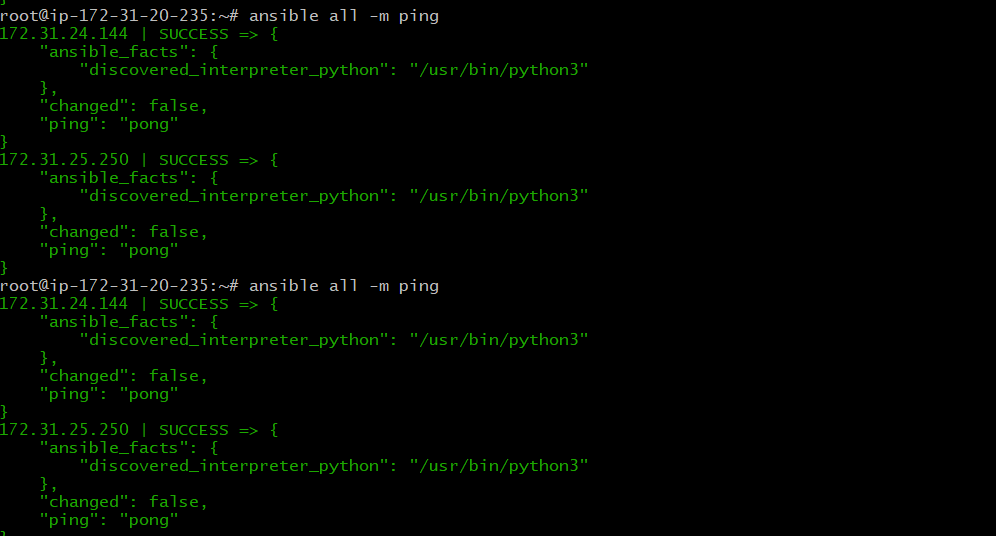 }
root@ip-172-31-20-235:~# ansible all -m ping
172.31.24.144 | SUCCESS => {
    "ansible_facts": {
        "discovered_interpreter_python": "/usr/bin/python3"
    },
    "changed": false,
    "ping": "pong"
}
172.31.25.250 | SUCCESS => {
    "ansible_facts": {
        "discovered_interpreter_python": "/usr/bin/python3"
    },
    "changed": false,
    "ping": "pong"
}
root@ip-172-31-20-235:~# ansible all -m ping
172.31.24.144 | SUCCESS => {
    "ansible_facts": {
        "discovered_interpreter_python": "/usr/bin/python3"
    },
    "changed": false,
    "ping": "pong"
}
172.31.25.250 | SUCCESS => {
    "ansible_facts": {
        "discovered_interpreter_python": "/usr/bin/python3"
    },
    "changed": false,
    "ping": "pong"
}